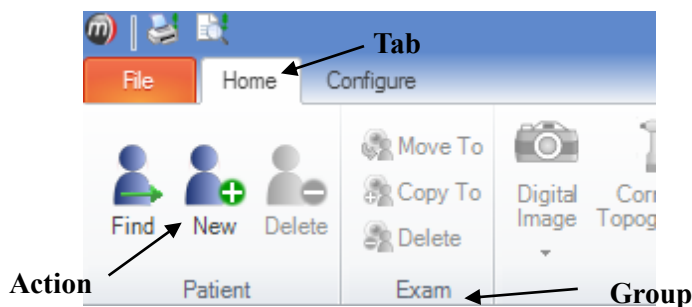 Tab
File Home Configure
Move To
Copy To
Delete
Find New Delete
Digital
Image
Action
Patient Exam
Group